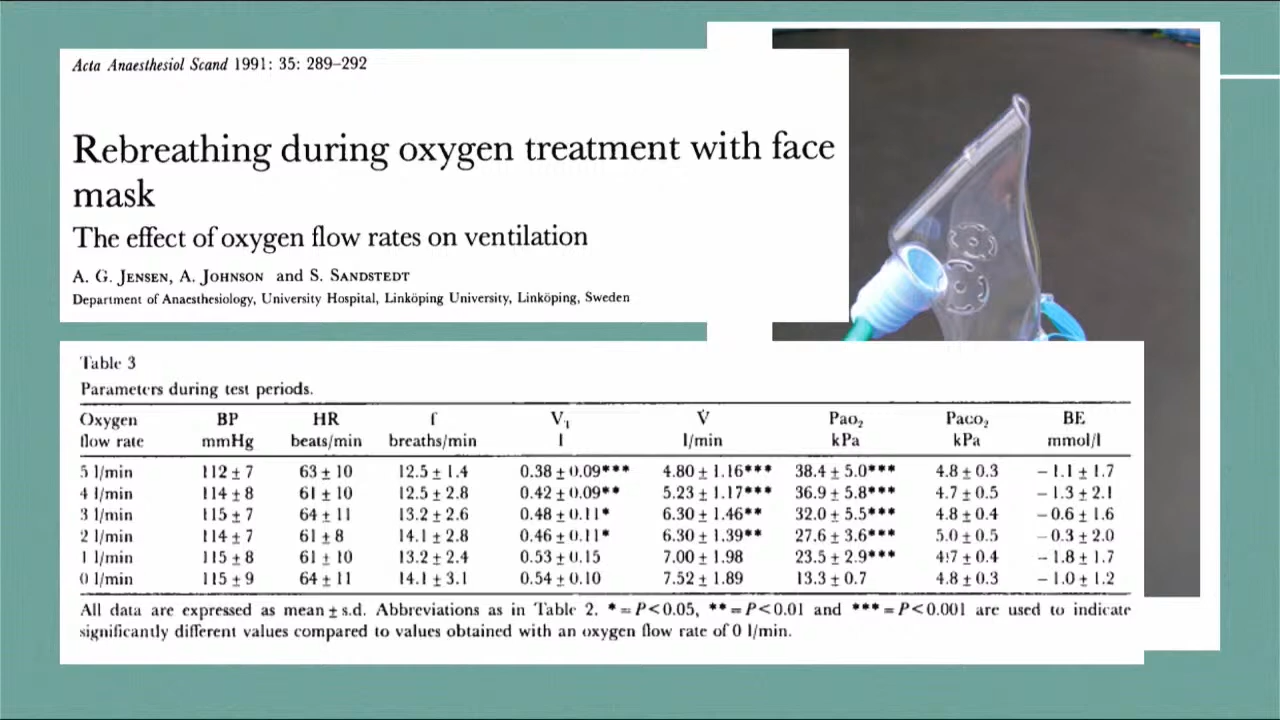 Acta Anaesthesiol Scand 1991: 35: 289–292
Rebreathing during oxygen treatment with face
mask
The effect of oxygen flow rates on ventilation
A. G. JENSEN, A. JOHNSON and S. SANDSTEDT
Department of Anaesthesiology, University Hospital, Linköping University, Linköping, Sweden
Table 3
Parameters during test periods.
Oxygen BP HR f V₁ V̇ Pao₂ Paco₂ BE
flow rate mmHg beats/min breaths/min l l/min kPa kPa mmol/l
5 l/min 112 ± 7 63 ± 10 12.5 ± 1.4 0.38 ± 0.09*** 4.80 ± 1.16*** 38.4 ± 5.0*** 4.8 ± 0.3 – 1.1 ± 1.7
4 l/min 114 ± 8 61 ± 10 12.5 ± 2.8 0.42 ± 0.09** 5.23 ± 1.17*** 36.9 ± 5.8*** 4.7 ± 0.5 – 1.3 ± 2.1
3 l/min 115 ± 7 64 ± 11 13.2 ± 2.6 0.48 ± 0.11* 6.30 ± 1.46** 32.0 ± 5.5*** 4.8 ± 0.4 – 0.6 ± 1.6
2 l/min 114 ± 7 61 ± 8 14.1 ± 2.8 0.46 ± 0.11* 6.30 ± 1.39** 27.6 ± 3.6*** 5.0 ± 0.5 – 0.3 ± 2.0
1 l/min 115 ± 8 61 ± 10 13.2 ± 2.4 0.53 ± 0.15 7.00 ± 1.98 23.5 ± 2.9*** 4.7 ± 0.4 – 1.8 ± 1.7
0 l/min 115 ± 9 64 ± 11 14.1 ± 3.1 0.54 ± 0.10 7.52 ± 1.89 13.3 ± 0.7 4.8 ± 0.3 – 1.0 ± 1.2
All data are expressed as mean ± s.d. Abbreviations as in Table 2. * = P<0.05, ** = P<0.01 and *** = P<0.001 are used to indicate
significantly different values compared to values obtained with an oxygen flow rate of 0 l/min.